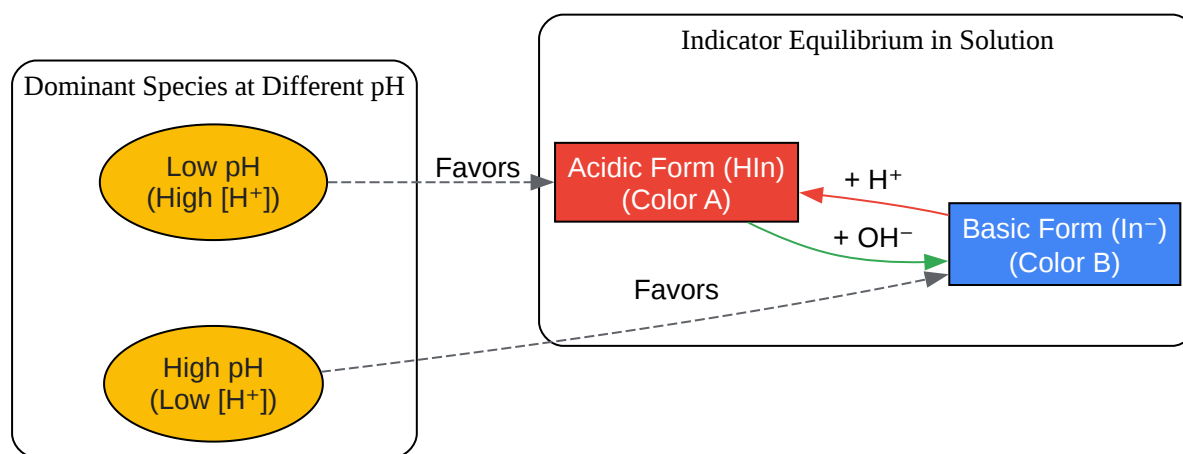 Indicator Equilibrium in Solution
Dominant Species at Different pH
Low pH
(High [H⁺])
Favors
Acidic Form (HIn)
(Color A)
+ H⁺
+ OH⁻
Basic Form (In⁻)
(Color B)
Favors
High pH
(Low [H⁺])